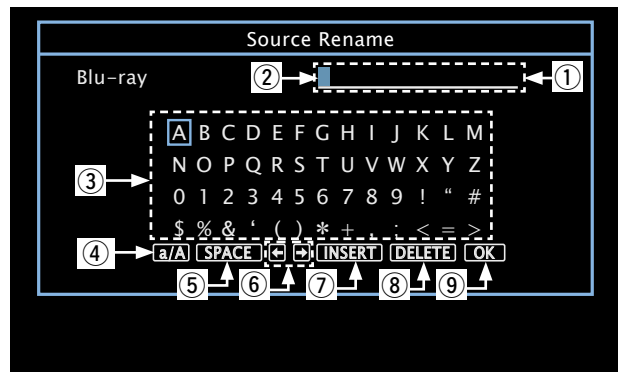 Source Rename
Blu-ray ② ①
A B C D E F G H I J K L M
N O P Q R S T U V W X Y Z
③ 0 1 2 3 4 5 6 7 8 9 ! “ #
$ % & ‘ ( ) * + , : < = >
④ a/A SPACE ← → INSERT DELETE OK
⑤ ⑥ ⑦ ⑧ ⑨